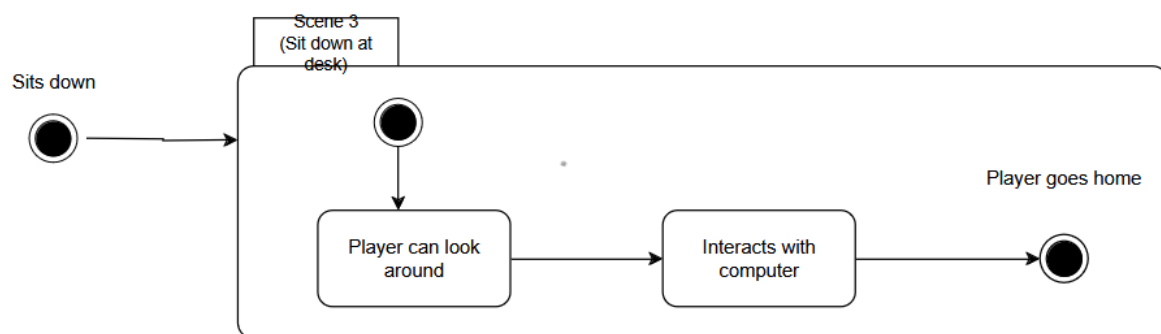 Scene 3
(Sit down at
desk)
Sits down
Player goes home
Player can look
around
Interacts with
computer